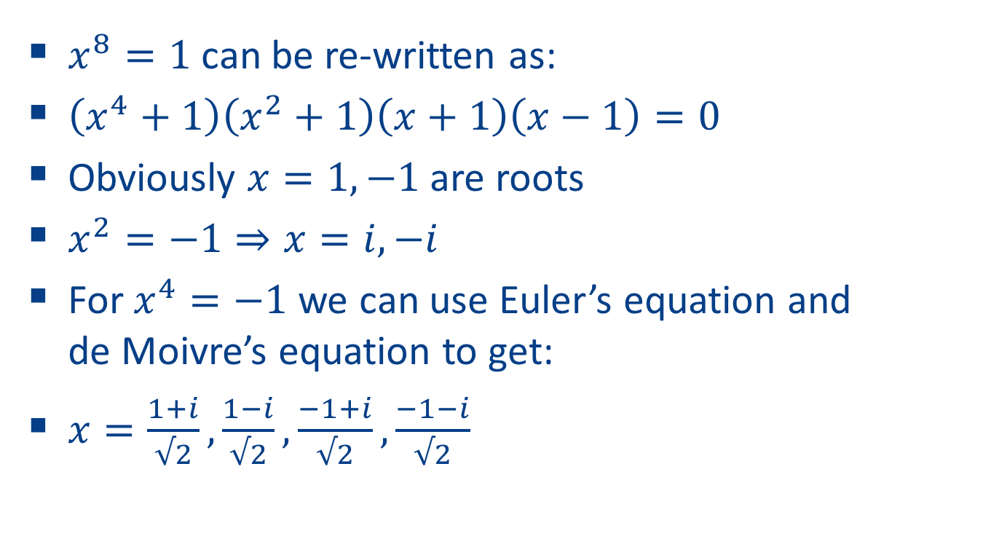 ▪ $x^8 = 1$ can be re-written as:
▪ $(x^4 + 1)(x^2 + 1)(x + 1)(x - 1) = 0$
▪ Obviously $x = 1, -1$ are roots
▪ $x^2 = -1 \Rightarrow x = i, -i$
▪ For $x^4 = -1$ we can use Euler’s equation and
de Moivre’s equation to get:
▪ $x = \frac{1+i}{\sqrt{2}}, \frac{1-i}{\sqrt{2}}, \frac{-1+i}{\sqrt{2}}, \frac{-1-i}{\sqrt{2}}$